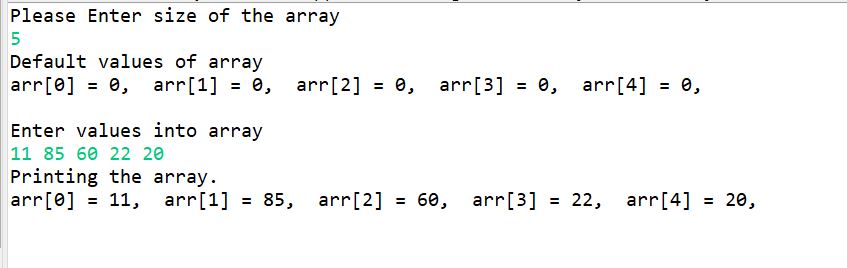 Please Enter size of the array
5
Default values of array
arr[0] = 0,  arr[1] = 0,  arr[2] = 0,  arr[3] = 0,  arr[4] = 0,
Enter values into array
11 85 60 22 20
Printing the array.
arr[0] = 11,  arr[1] = 85,  arr[2] = 60,  arr[3] = 22,  arr[4] = 20,